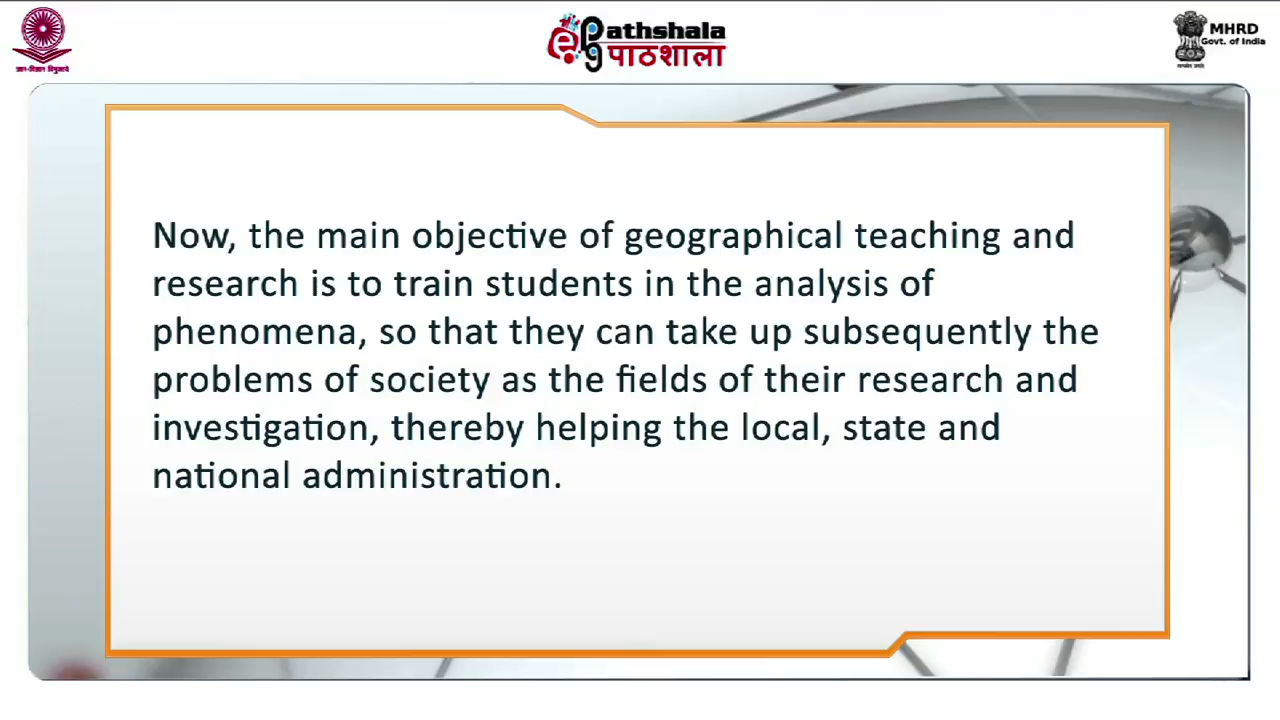 ePG athshala
पाठशाला
MHRD
Govt. of India
Now, the main objective of geographical teaching and
research is to train students in the analysis of
phenomena, so that they can take up subsequently the
problems of society as the fields of their research and
investigation, thereby helping the local, state and
national administration.